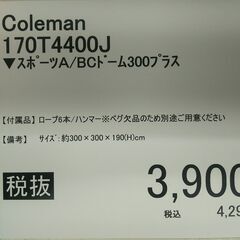 Coleman
170T4400J
▼スポーツA/BCドーム300プラス
【付属品】ロープ6本/ハンマー※ペグ欠品のため別途ご用意ください
【備考】 サイズ:約300×300×190(H)cm
税抜 3,900
税込 4,29